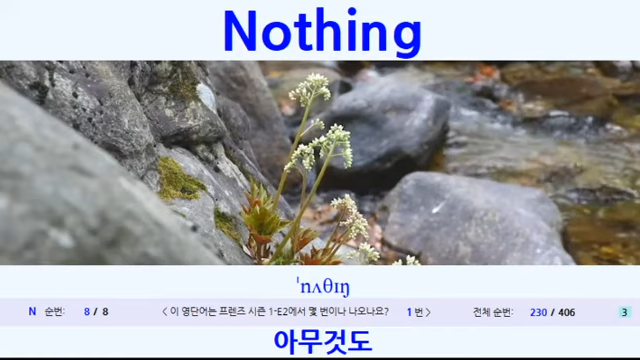 Nothing
ˈnʌθɪŋ
N 순번: 8 / 8 < 이 영단어는 프렌즈 시즌 1-E2에서 몇 번이나 나오나요? 1 번 > 전체 순번: 230 / 406 3
아무것도